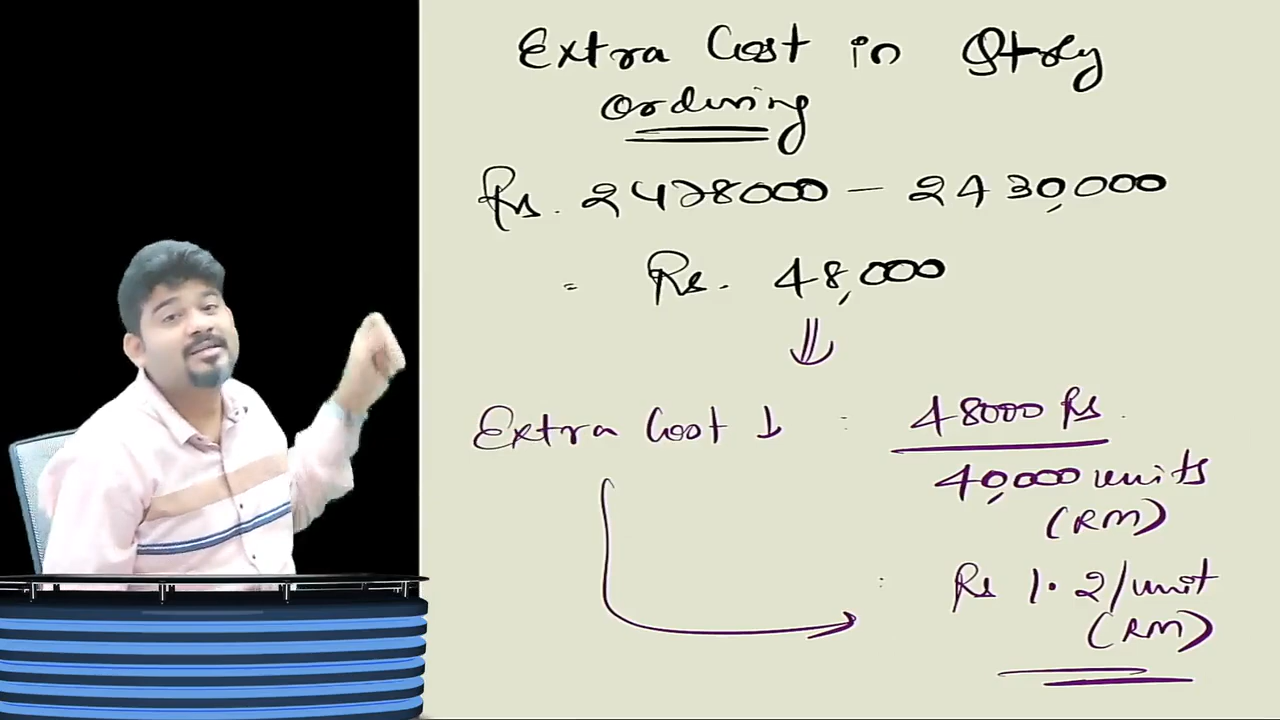 Extra Cost in Qtrly
Ordering
Rs. 2478000 - 2430,000
= Rs. 48,000
⇓
Extra Cost ↓ : 48000 Rs.
40,000 units
(RM)
: Rs 1.2/unit
(RM)